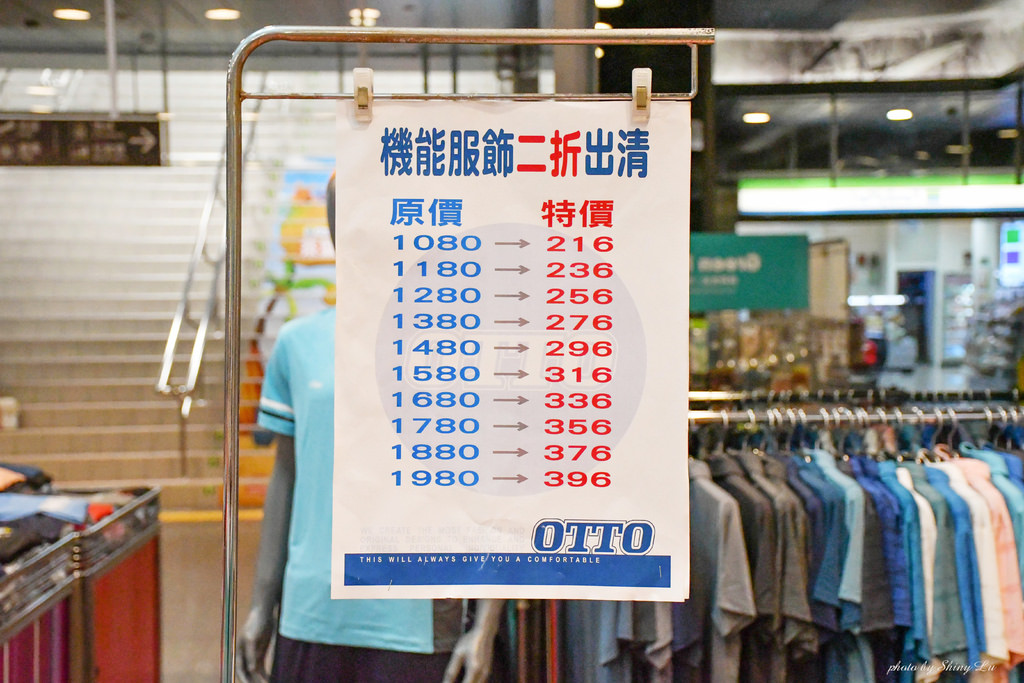 機能服飾二折出清
原價 特價
1080 → 216
1180 → 236
1280 → 256
1380 → 276
1480 → 296
1580 → 316
1680 → 336
1780 → 356
1880 → 376
1980 → 396
OTTO
THIS WILL ALWAYS GIVE YOU A COMFORTABLE
Green
photo by Shiny Lu